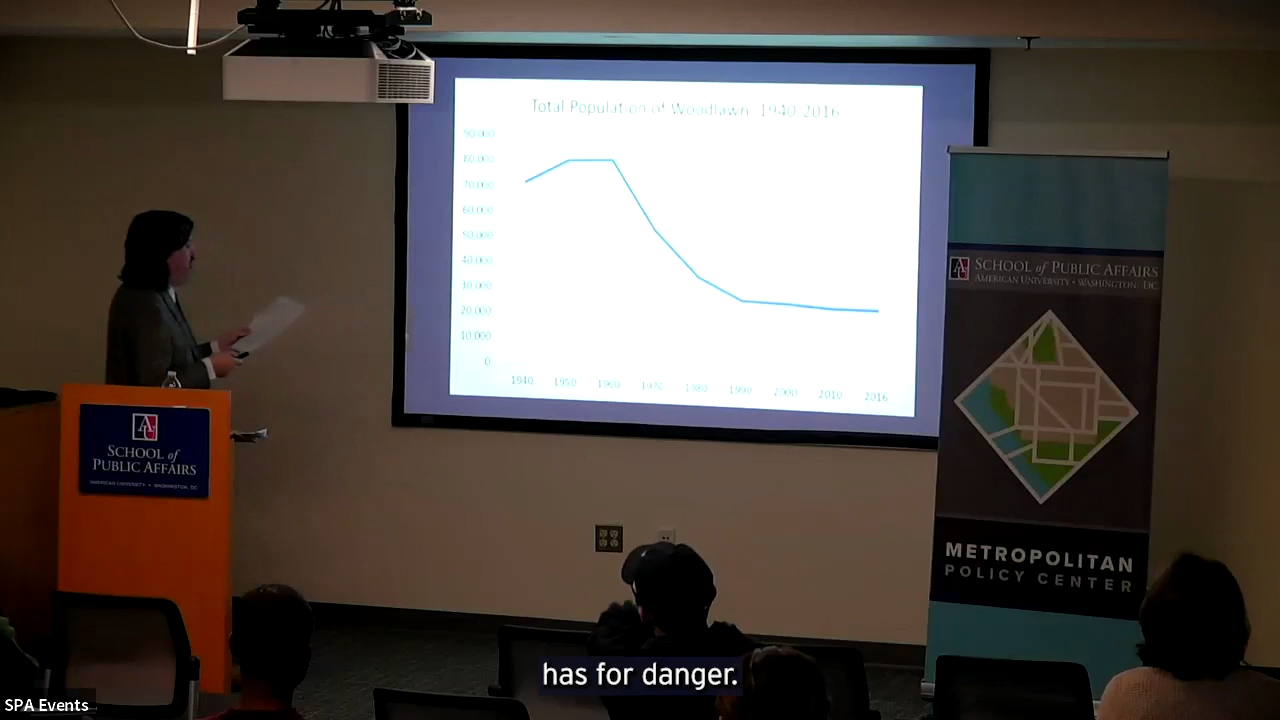 Total Population of Woodlawn: 1940-2016
90,000
80,000
70,000
60,000
50,000
40,000
30,000
20,000
10,000
0
1940 1950 1960 1970 1980 1990 2000 2010 2016
SCHOOL of PUBLIC AFFAIRS
AMERICAN UNIVERSITY • WASHINGTON, DC
METROPOLITAN
POLICY CENTER
AU
SCHOOL of
PUBLIC AFFAIRS
AMERICAN UNIVERSITY • WASHINGTON, DC
has for danger.
SPA Events